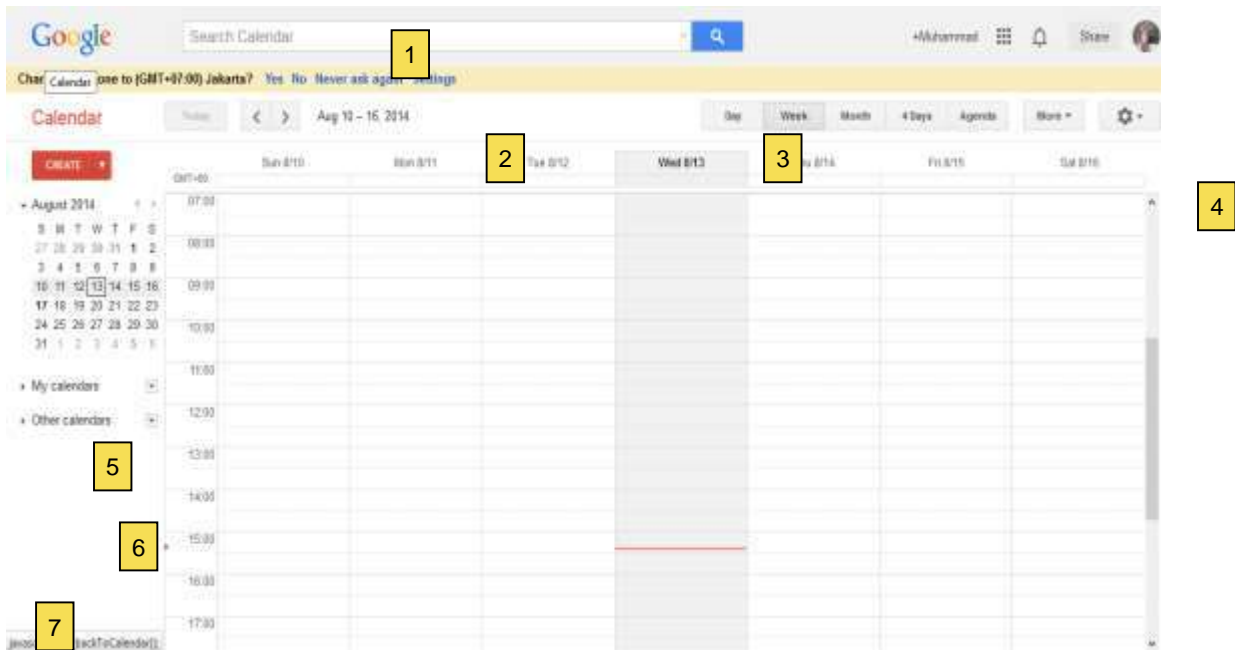 Google Search Calendar +Muhammad Share
1
Calendar
one to (GMT+07:00) Jakarta? Yes No Never ask again Settings
Calendar Today Aug 10 – 16, 2014 Day Week Month 4 Days Agenda More
CREATE Sun 8/10 Mon 8/11 2 Tue 8/12 Wed 8/13 3 8/14 Fri 8/15 Sat 8/16
August 2014 07:00
4
S M T W T F S
27 28 29 30 31 1 2 08:00
3 4 5 6 7 8 9
10 11 12 13 14 15 16 09:00
17 18 19 20 21 22 23
24 25 26 27 28 29 30 10:00
31 1 2 3 4 5 6
11:00
My calendars
12:00
Other calendars
13:00
5
14:00
15:00
6
16:00
17:00
7